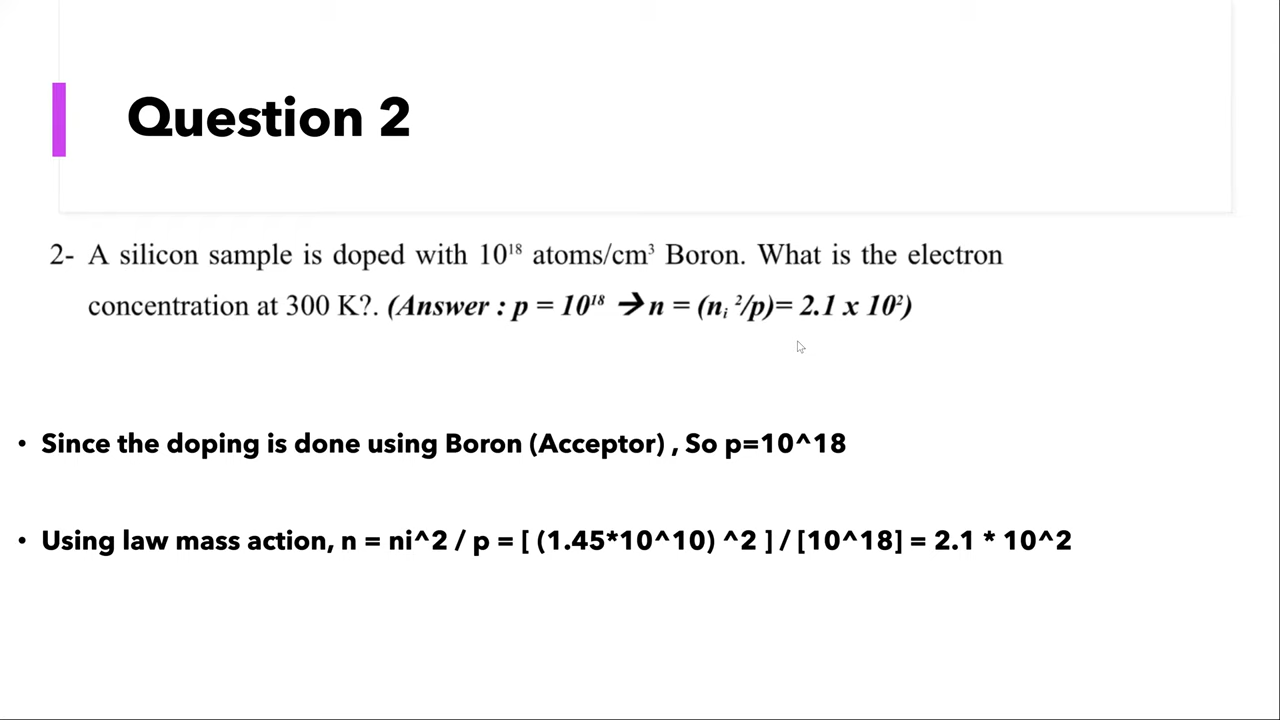 Question 2
2- A silicon sample is doped with 10¹⁸ atoms/cm³ Boron. What is the electron
concentration at 300 K?. (Answer : p = 10¹⁸ → n = (nᵢ ²/p)= 2.1 x 10²)
• Since the doping is done using Boron (Acceptor) , So p=10^18
• Using law mass action, n = ni^2 / p = [ (1.45*10^10) ^2 ] / [10^18] = 2.1 * 10^2